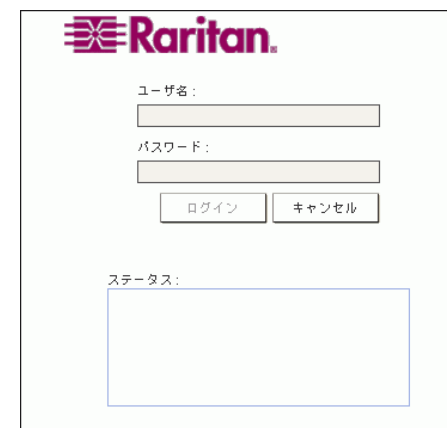 Raritan.
ユーザ名:
パスワード:
ログイン
キャンセル
ステータス: